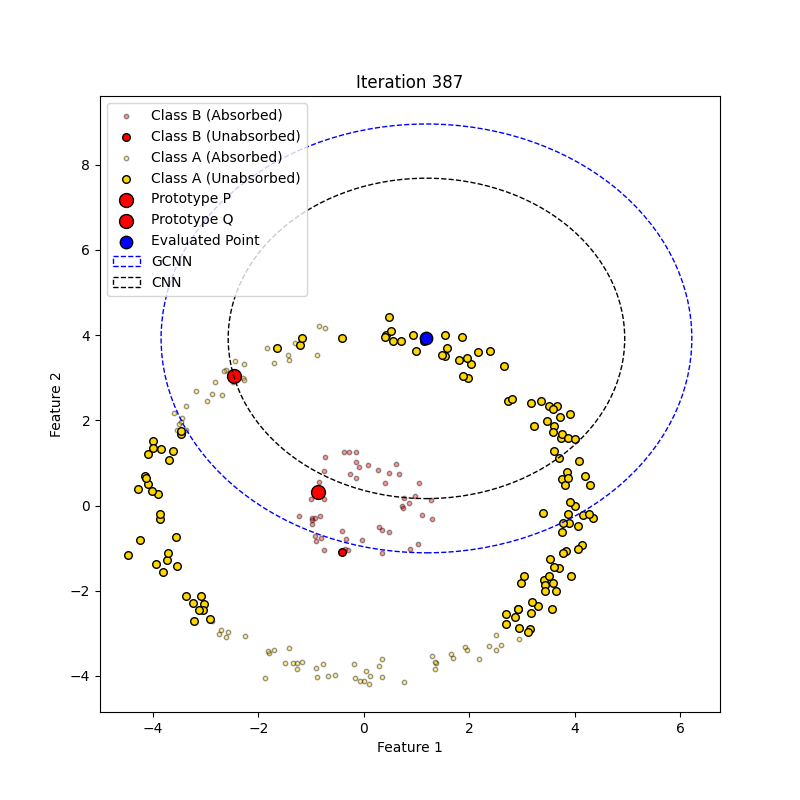 Iteration 387
Class B (Absorbed)
Class B (Unabsorbed)
Class A (Absorbed)
Class A (Unabsorbed)
Prototype P
Prototype Q
Evaluated Point
GCNN
CNN
8
6
4
2
0
−2
−4
Feature 2
−4 −2 0 2 4 6
Feature 1